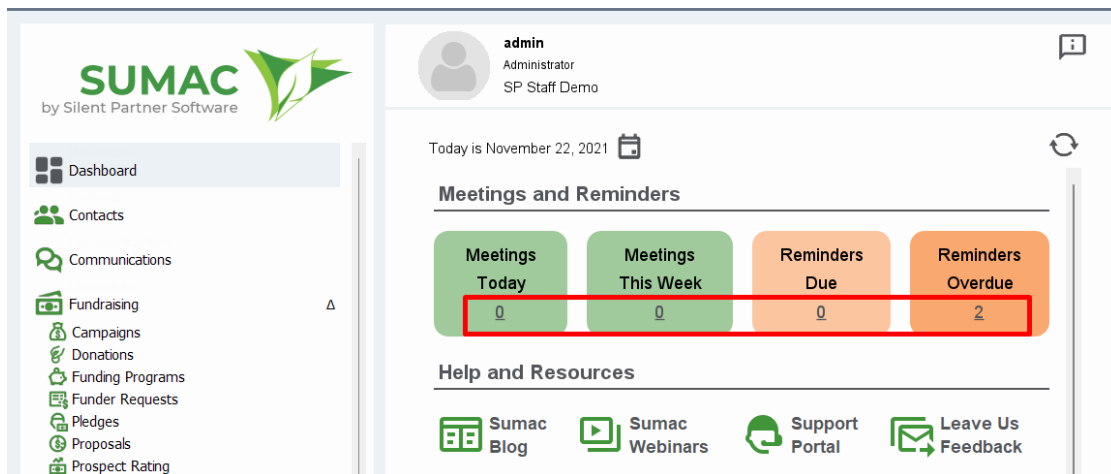 SUMAC
by Silent Partner Software
Dashboard
Contacts
Communications
Fundraising
Campaigns
Donations
Funding Programs
Funder Requests
Pledges
Proposals
Prospect Rating
admin
Administrator
SP Staff Demo
Today is November 22, 2021
Meetings and Reminders
Meetings
Today
0
Meetings
This Week
0
Reminders
Due
0
Reminders
Overdue
2
Help and Resources
Sumac
Blog
Sumac
Webinars
Support
Portal
Leave Us
Feedback